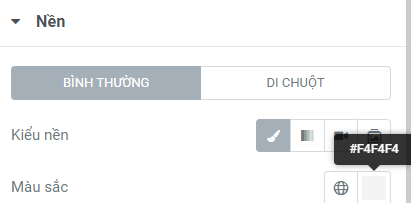 Nền
BÌNH THƯỜNG
DI CHUỘT
Kiểu nền
#F4F4F4
Màu sắc